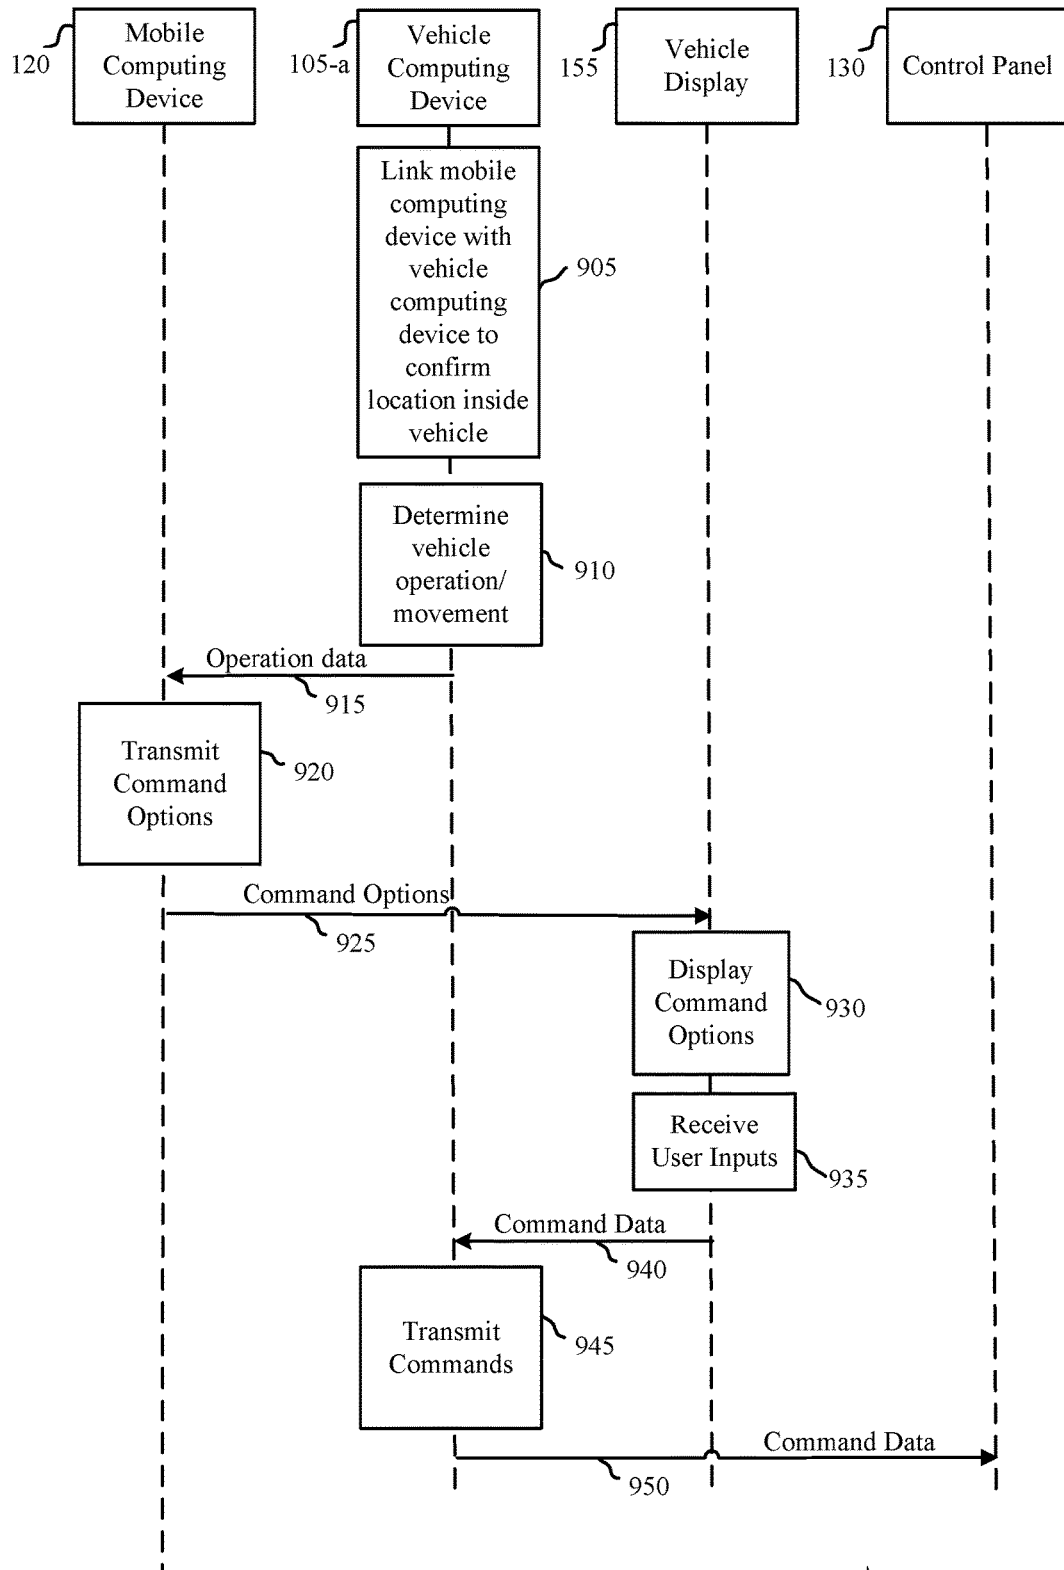 120
Mobile
Computing
Device
105-a
Vehicle
Computing
Device
155
Vehicle
Display
130
Control Panel
Link mobile
computing
device with
vehicle
computing
device to
confirm
location inside
vehicle
905
Determine
vehicle
operation/
movement
910
Operation data
915
Transmit
Command
Options
920
Command Options
925
Display
Command
Options
930
Receive
User Inputs
935
Command Data
940
Transmit
Commands
945
Command Data
950